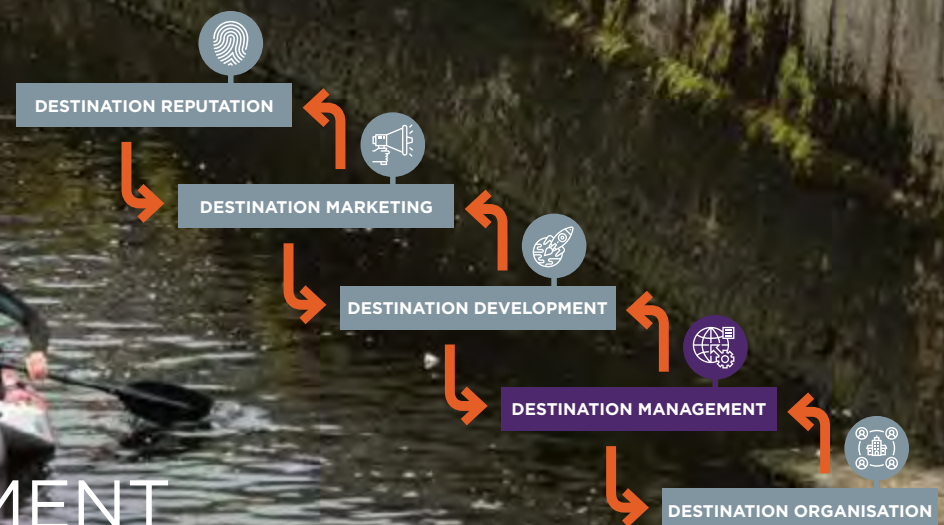 DESTINATION REPUTATION
DESTINATION MARKETING
DESTINATION DEVELOPMENT
DESTINATION MANAGEMENT
DESTINATION ORGANISATION
MENT